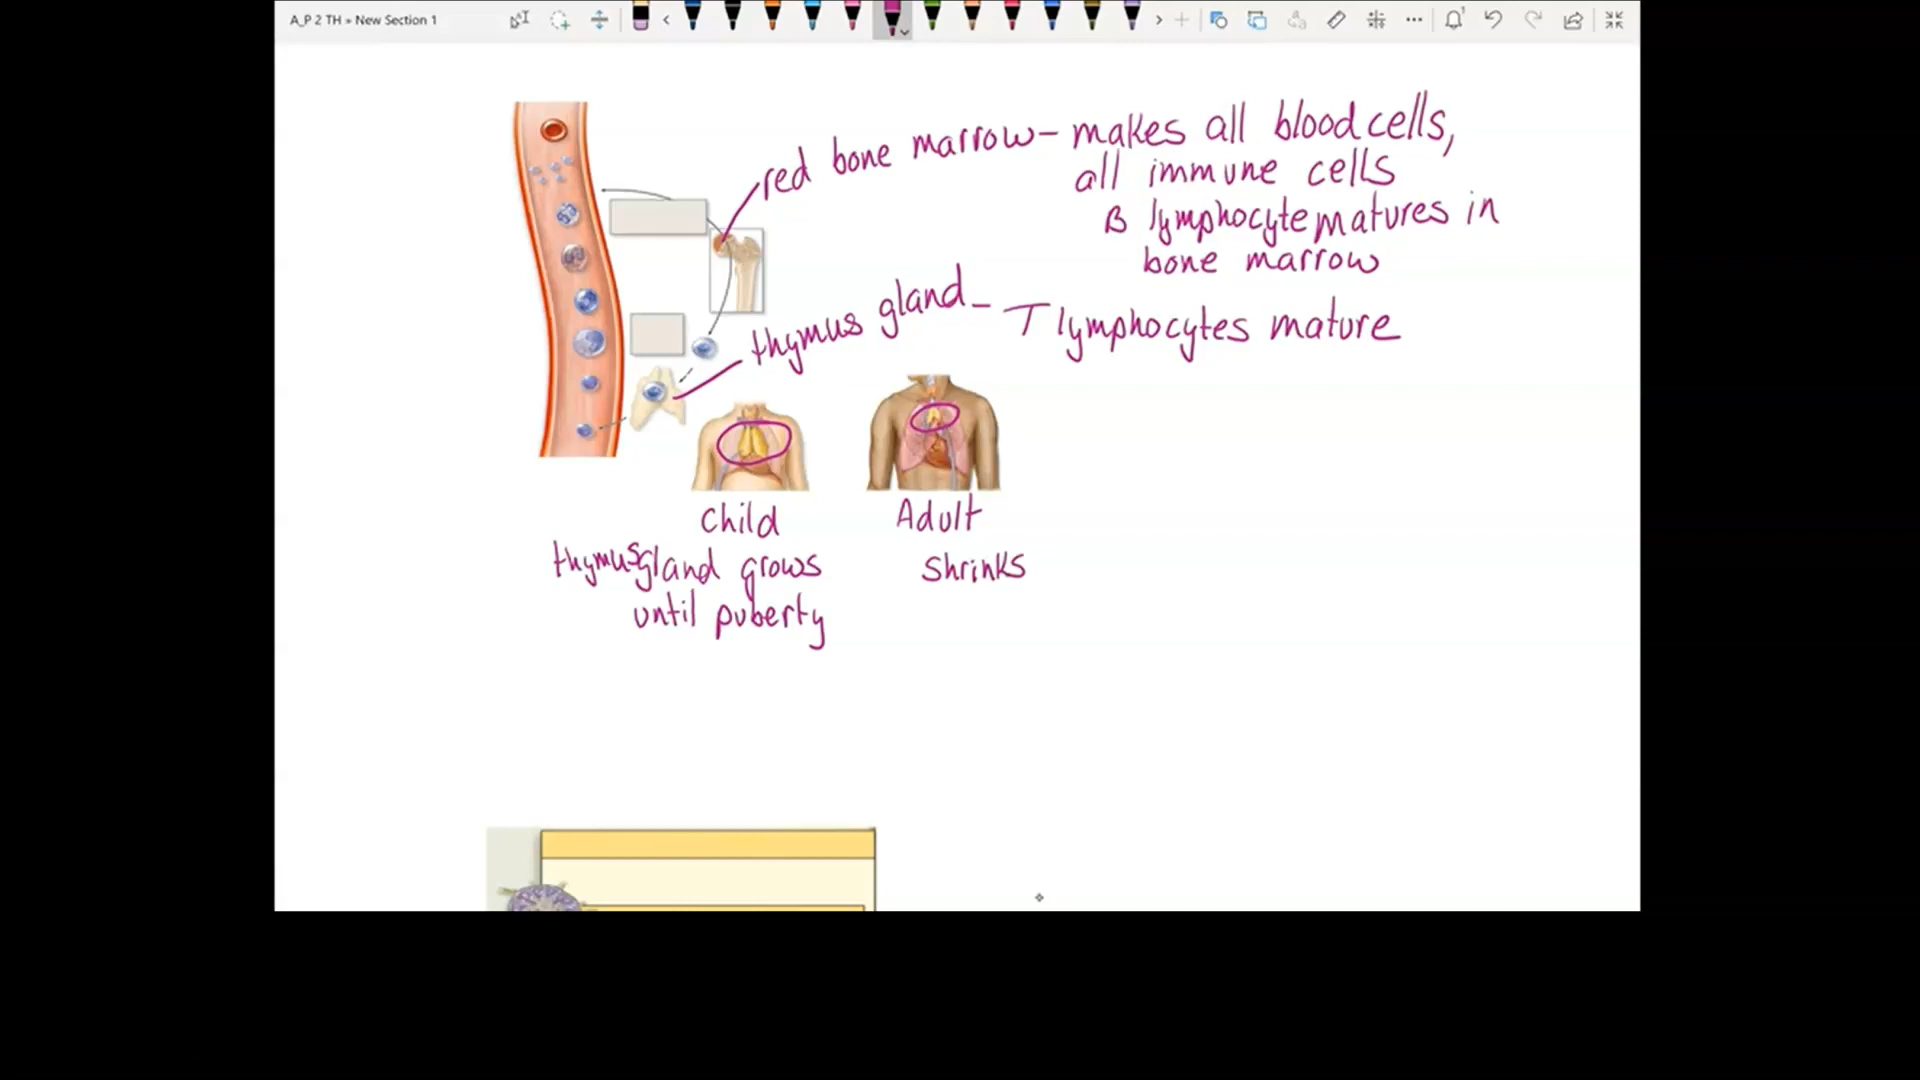 A_P 2 TH » New Section 1
red bone marrow - makes all blood cells,
all immune cells
B lymphocyte matures in
bone marrow
thymus gland - T lymphocytes mature
Child
thymus gland grows
until puberty
Adult
shrinks